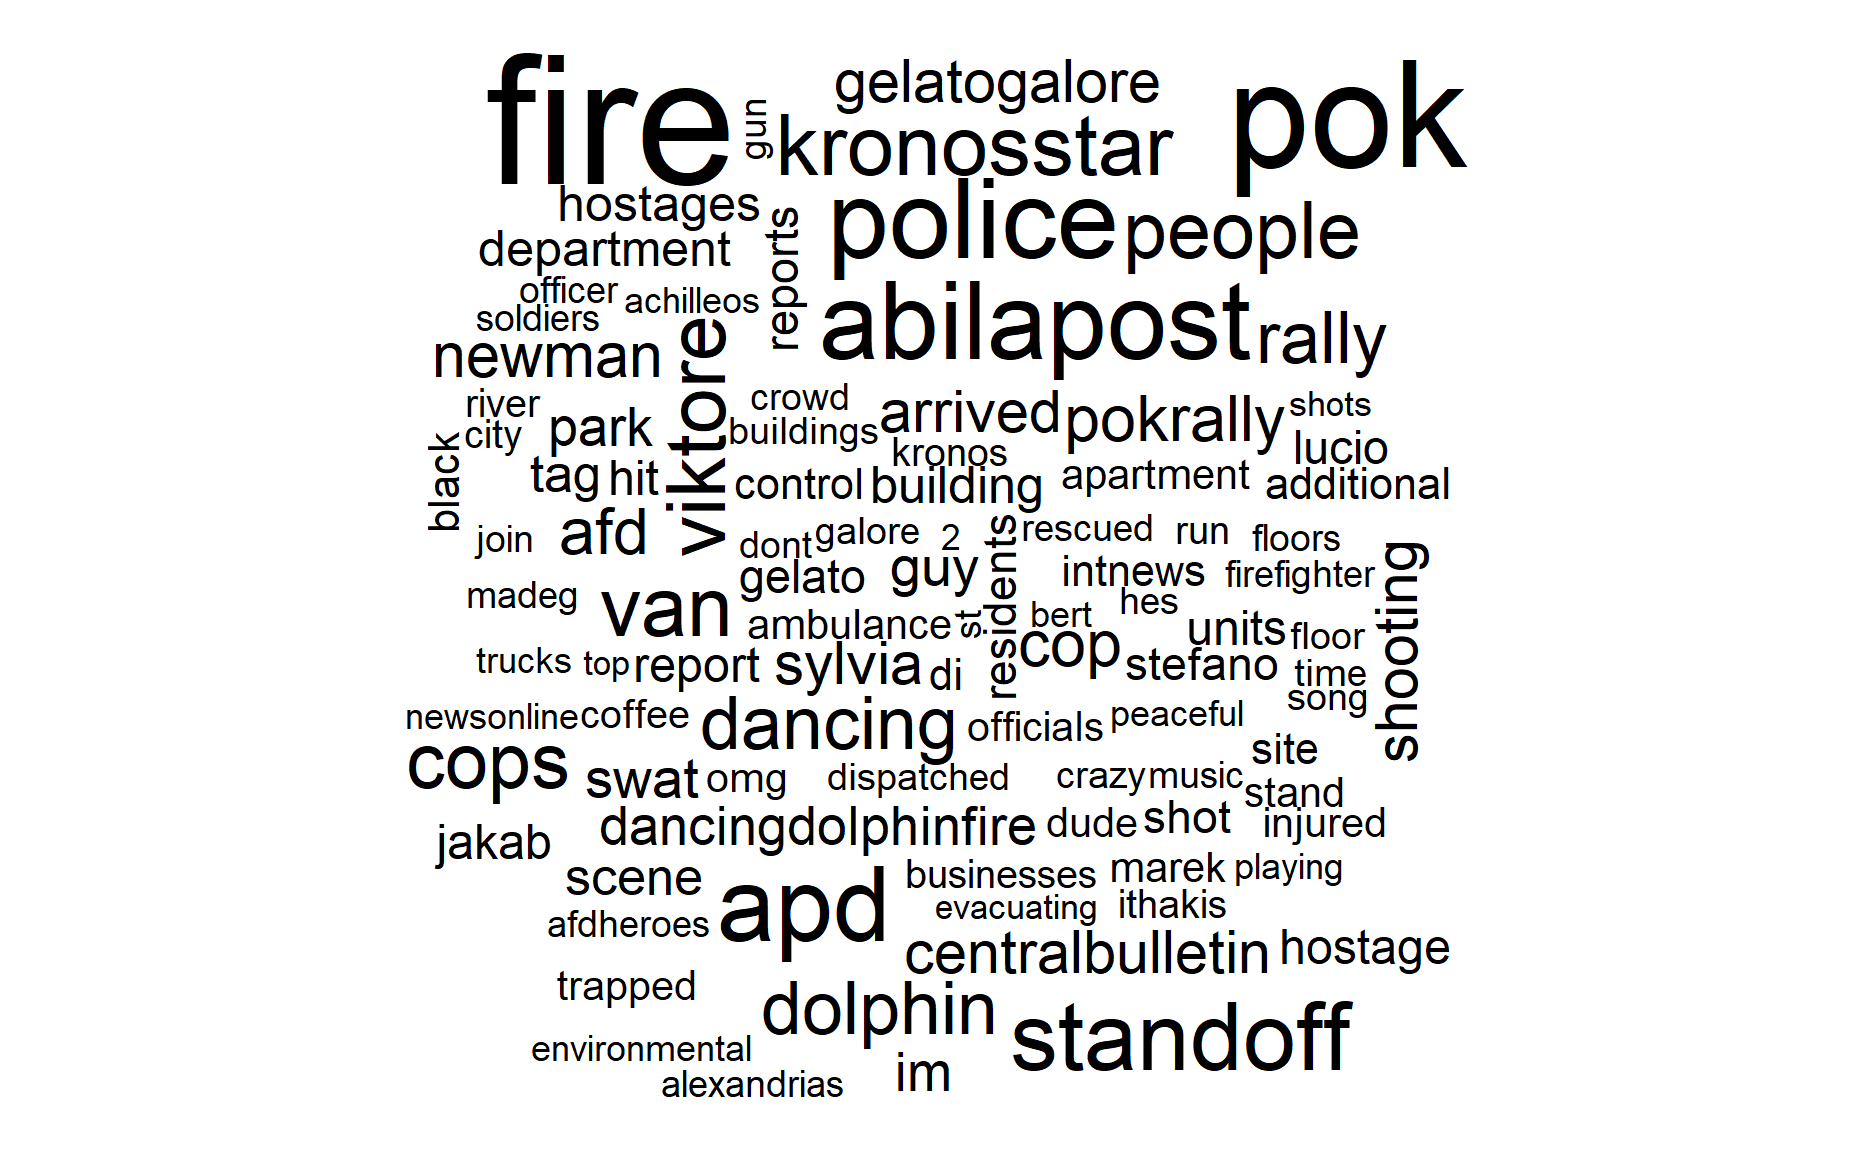 fire
gun
gelatogalore
kronosstar
pok
hostages
police
people
department
reports
officer
achilleos
soldiers
abilapost
rally
newman
viktore
river
crowd
arrived
pokrally
shots
city
park
buildings
kronos
lucio
black
tag
hit
control
building
apartment
additional
join
afd
dont
galore
2
residents
rescued
run
floors
gelato
guy
intnews
firefighter
shooting
madeg
van
ambulance
st
bert
hes
units
floor
cop
trucks
top
report
sylvia
di
stefano
time
song
newsonline
coffee
dancing
officials
peaceful
cops
site
swat
omg
dispatched
crazy
music
stand
jakab
dancingdolphinfire
dude
shot
injured
scene
businesses
marek
playing
afdheroes
apd
evacuating
ithakis
centralbulletin
hostage
trapped
dolphin
standoff
environmental
im
alexandrias